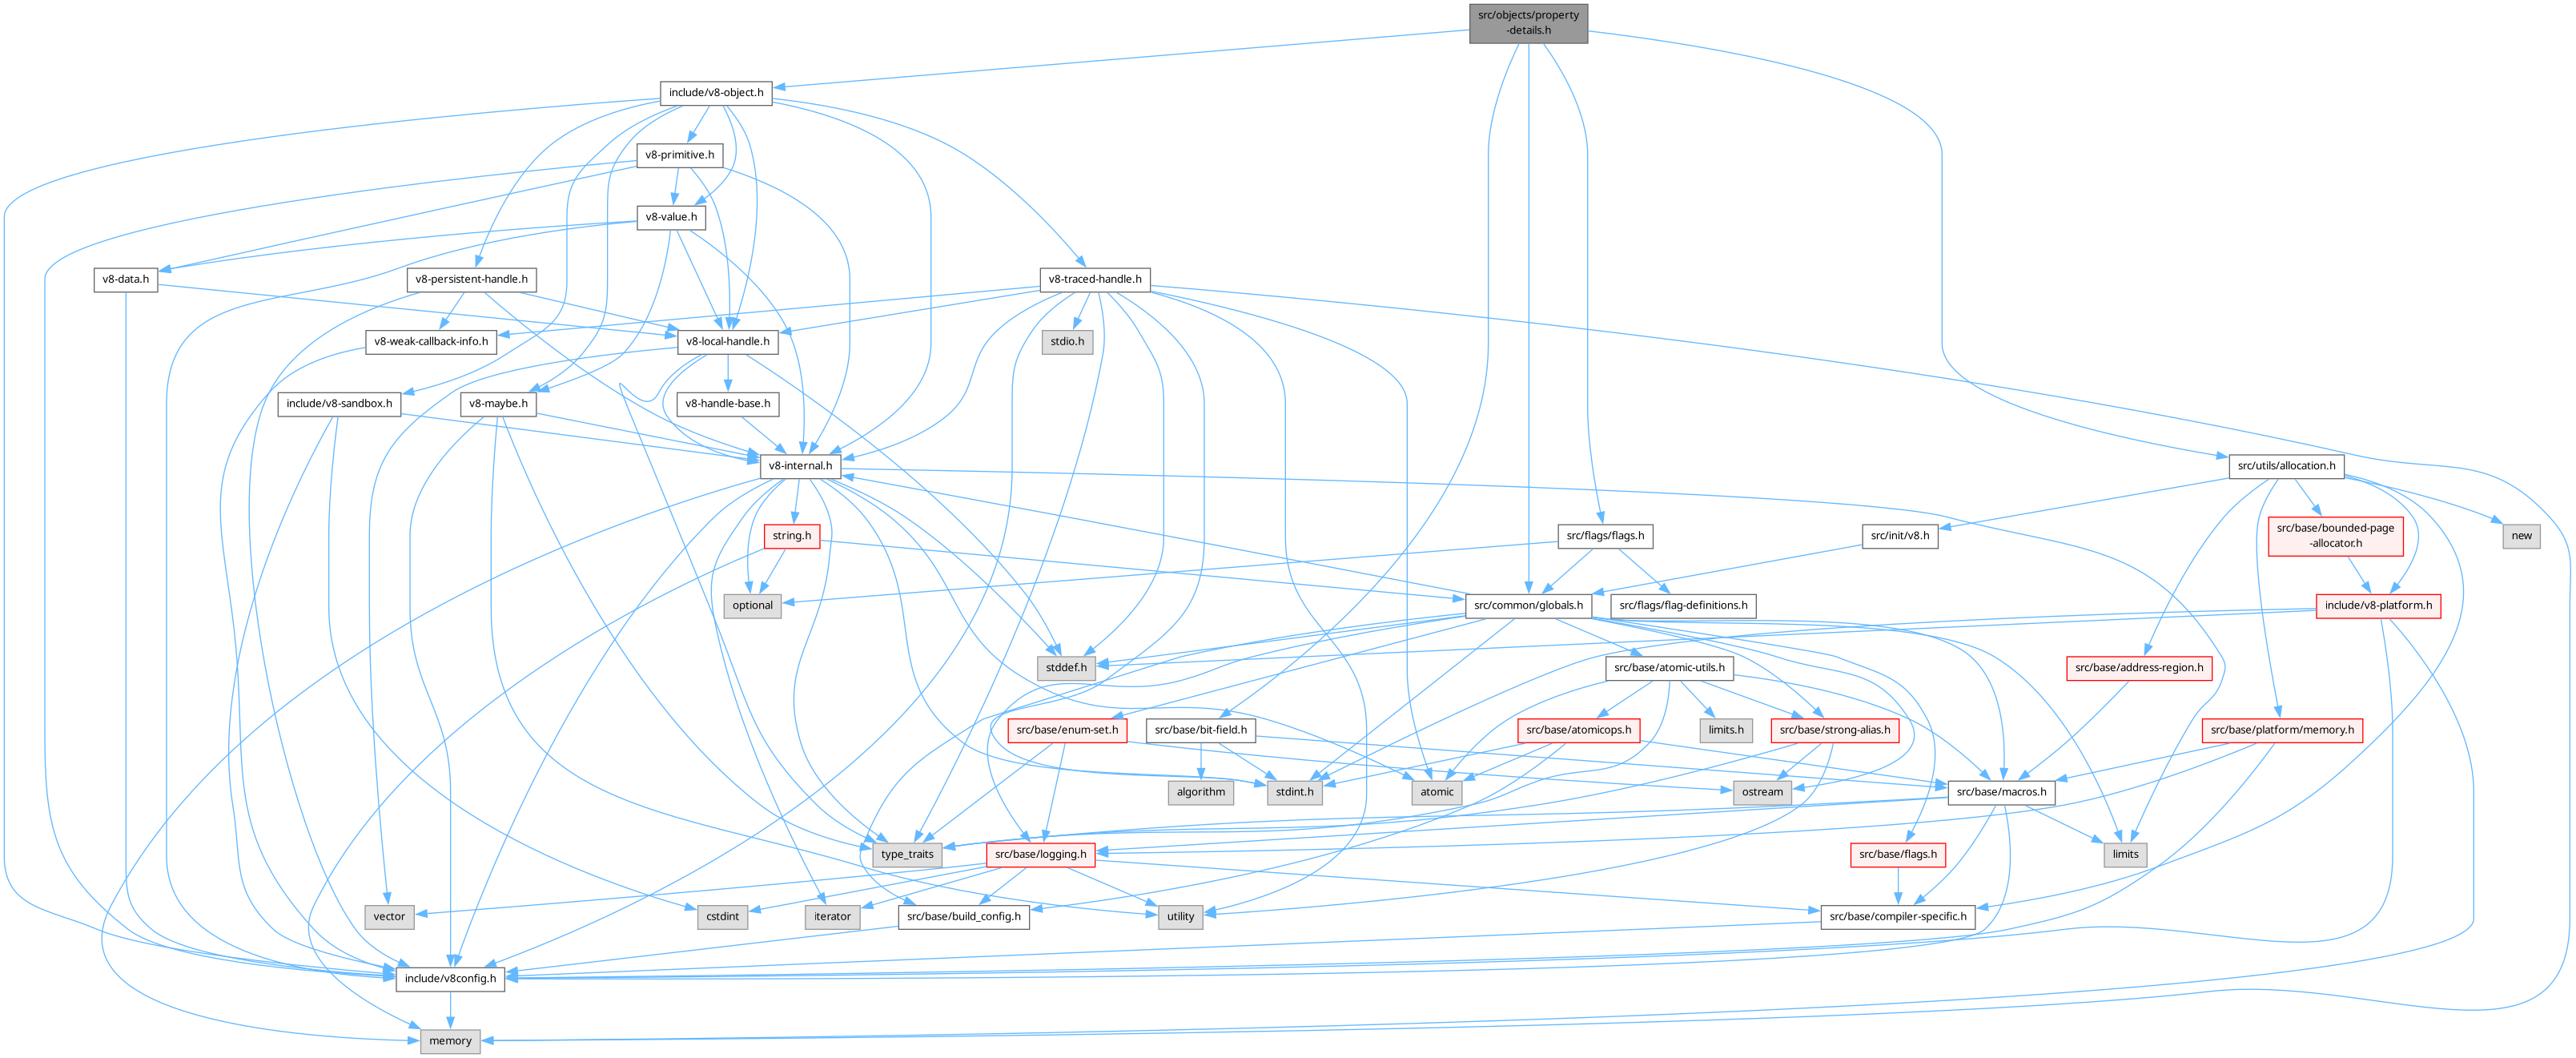 src/objects/property
-details.h
include/v8-object.h
v8-primitive.h
v8-value.h
v8-data.h
v8-persistent-handle.h
v8-traced-handle.h
v8-weak-callback-info.h
v8-local-handle.h
stdio.h
include/v8-sandbox.h
v8-maybe.h
v8-handle-base.h
v8-internal.h
src/utils/allocation.h
string.h
src/flags/flags.h
src/init/v8.h
src/base/bounded-page
-allocator.h
new
optional
src/common/globals.h
src/flags/flag-definitions.h
include/v8-platform.h
stddef.h
src/base/atomic-utils.h
src/base/address-region.h
src/base/enum-set.h
src/base/bit-field.h
src/base/atomicops.h
limits.h
src/base/strong-alias.h
src/base/platform/memory.h
algorithm
stdint.h
atomic
ostream
src/base/macros.h
type_traits
src/base/logging.h
src/base/flags.h
limits
vector
cstdint
iterator
src/base/build_config.h
utility
src/base/compiler-specific.h
include/v8config.h
memory